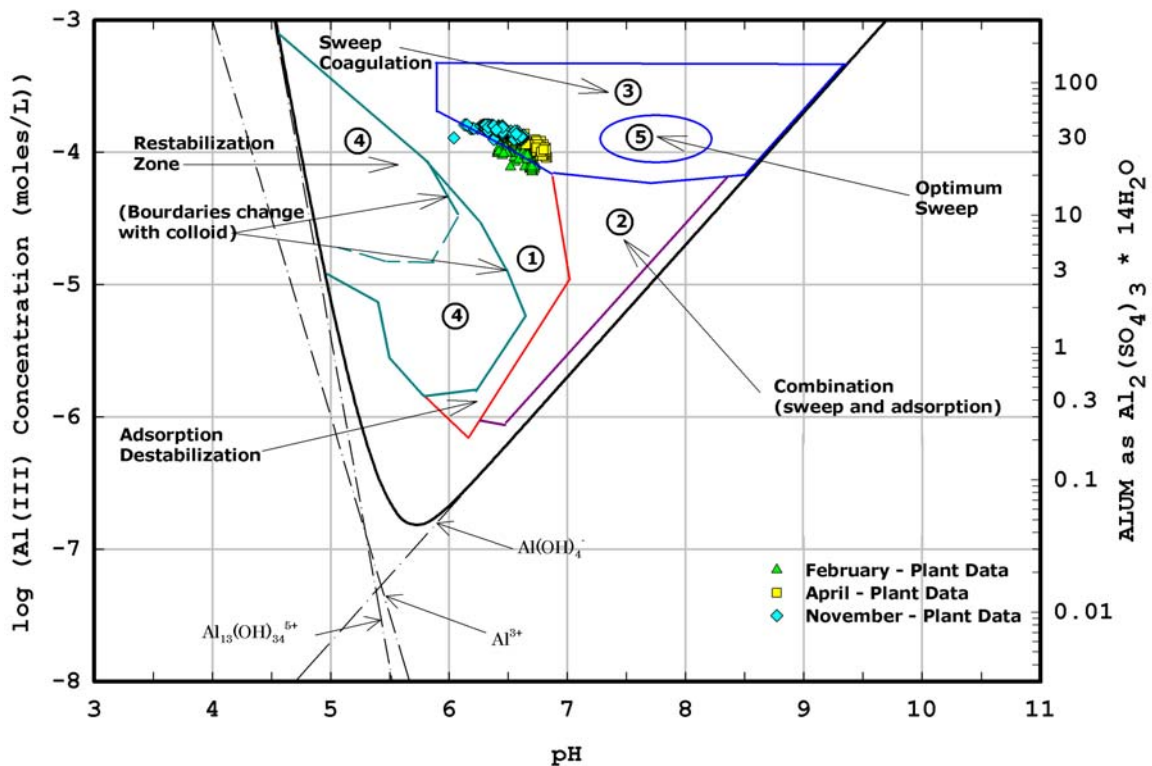 log (Al(III) Concentration (moles/L))
-3
-4
-5
-6
-7
-8
Sweep
Coagulation
3
4
5
Restabilization
Zone
Optimum
Sweep
(Bourdaries change
with colloid)
2
1
4
Combination
(sweep and adsorption)
Adsorption
Destabilization
Al(OH)₄⁻
Al₁₃(OH)₃₄⁵⁺
Al³⁺
February - Plant Data
April - Plant Data
November - Plant Data
100
30
10
3
1
0.3
0.1
0.01
ALUM as Al₂(SO₄)₃ * 14H₂O
3 4 5 6 7 8 9 10 11
pH